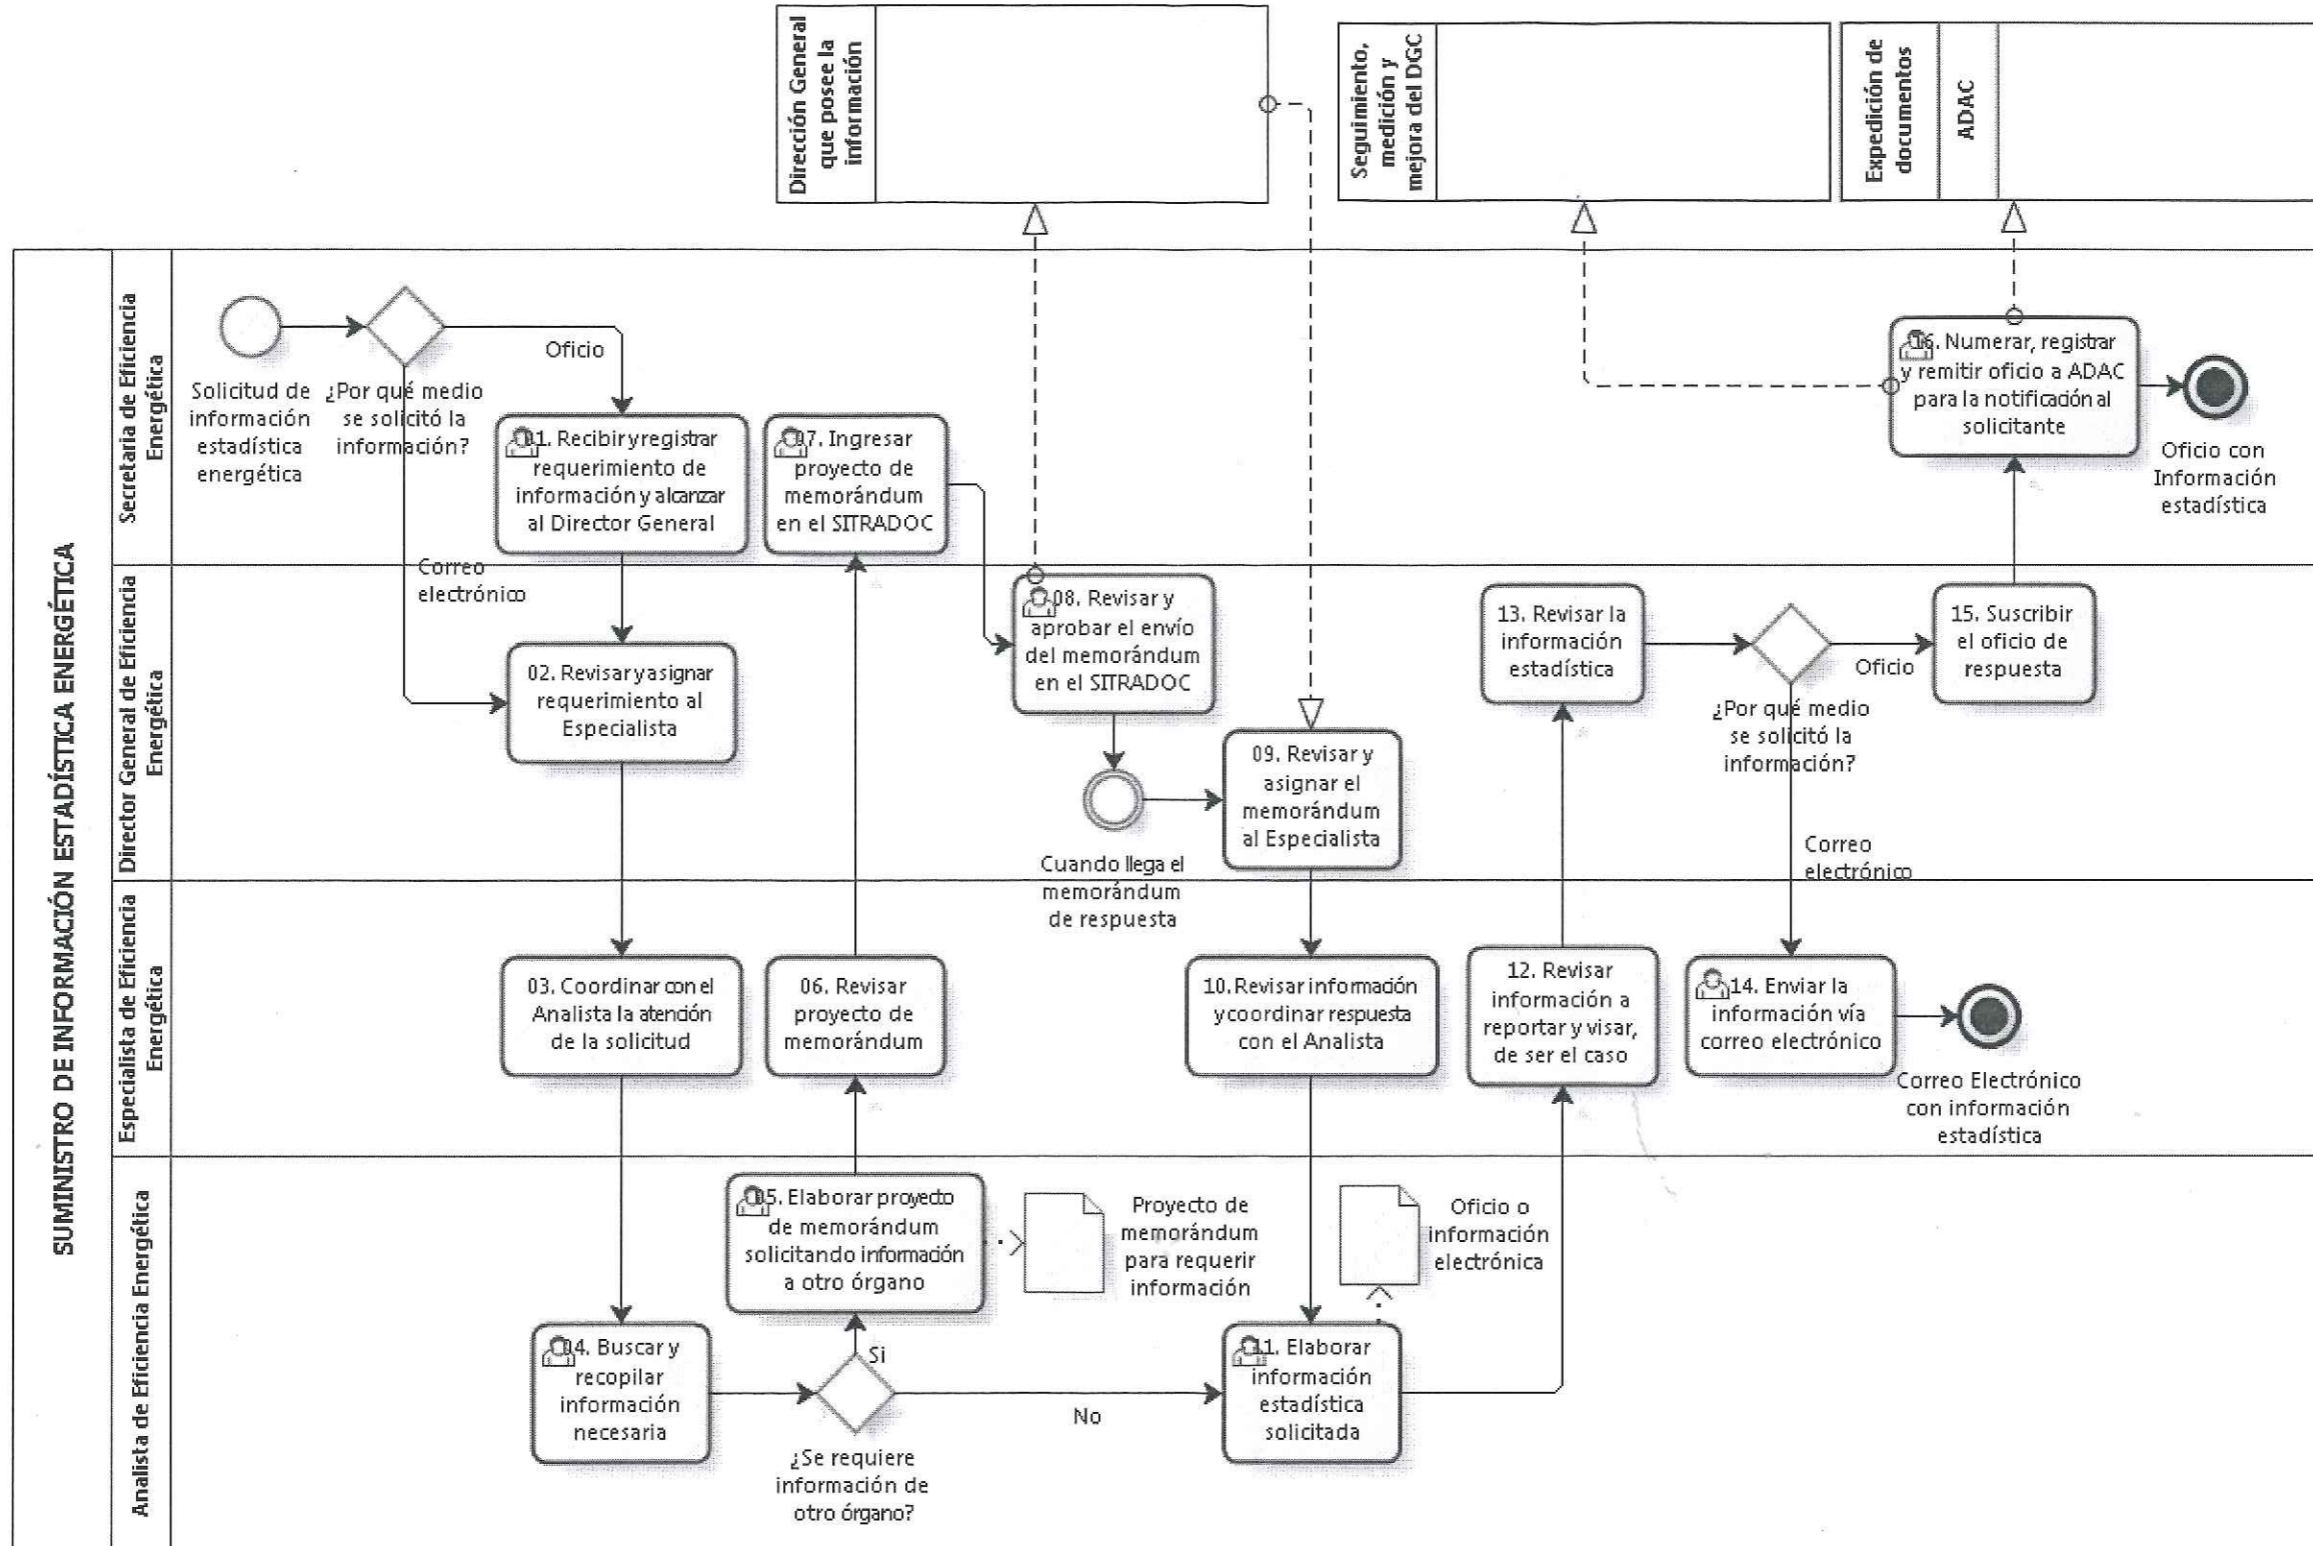 Dirección General
que posee la
información
Seguimiento,
medición y
mejora del DGC
Expedición de
documentos
ADAC
SUMINISTRO DE INFORMACIÓN ESTADÍSTICA ENERGÉTICA
Secretaria de Eficiencia
Energética
Solicitud de
información
estadística
energética
¿Por qué medio
se solicitó la
información?
Oficio
Correo
electrónico
01. Recibir y registrar
requerimiento de
información y alcanzar
al Director General
07. Ingresar
proyecto de
memorándum
en el SITRADOC
16. Numerar, registrar
y remitir oficio a ADAC
para la notificación al
solicitante
Oficio con
Información
estadística
Director General de Eficiencia
Energética
02. Revisar y asignar
requerimiento al
Especialista
08. Revisar y
aprobar el envío
del memorándum
en el SITRADOC
Cuando llega el
memorándum
de respuesta
09. Revisar y
asignar el
memorándum
al Especialista
13. Revisar la
información
estadística
¿Por qué medio
se solicitó la
información?
Oficio
Correo
electrónico
15. Suscribir
el oficio de
respuesta
Especialista de Eficiencia
Energética
03. Coordinar con el
Analista la atención
de la solicitud
06. Revisar
proyecto de
memorándum
10. Revisar información
y coordinar respuesta
con el Analista
12. Revisar
información a
reportar y visar,
de ser el caso
14. Enviar la
información vía
correo electrónico
Correo Electrónico
con información
estadística
Analista de Eficiencia Energética
04. Buscar y
recopilar
información
necesaria
05. Elaborar proyecto
de memorándum
solicitando información
a otro órgano
Proyecto de
memorándum
para requerir
información
Si
No
¿Se requiere
información de
otro órgano?
11. Elaborar
información
estadística
solicitada
Oficio o
información
electrónica